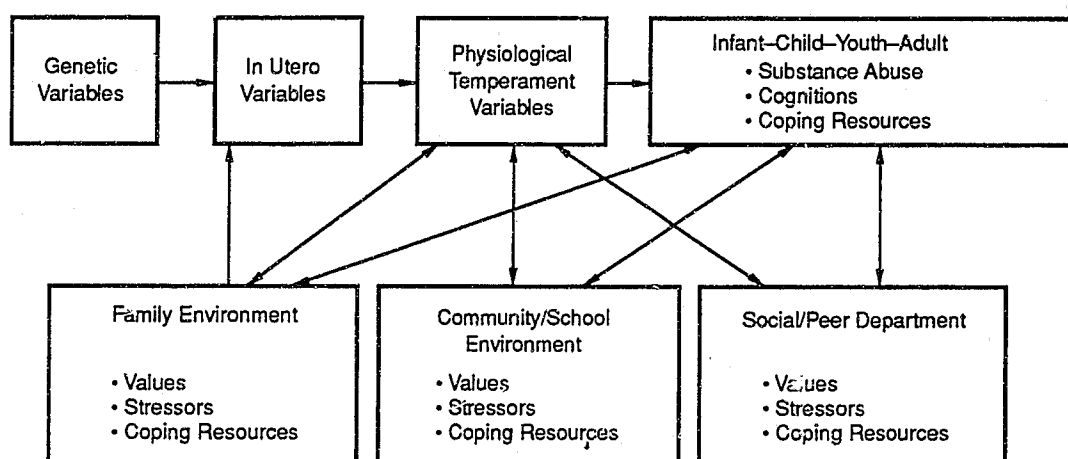 Genetic
Variables
In Utero
Variables
Physiological
Temperament
Variables
Infant–Child–Youth–Adult
• Substance Abuse
• Cognitions
• Coping Resources
Family Environment
• Values
• Stressors
• Coping Resources
Community/School
Environment
• Values
• Stressors
• Coping Resources
Social/Peer Department
• Values
• Stressors
• Coping Resources